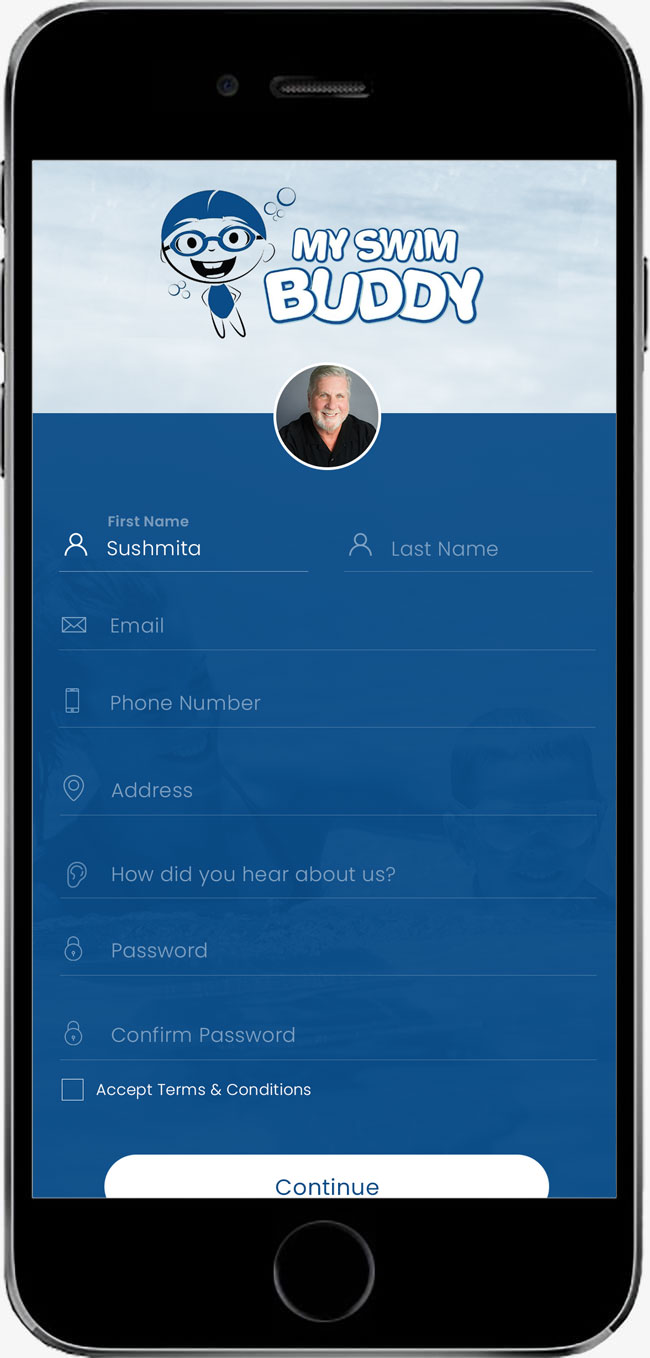 MY SWIM
BUDDY
First Name
Sushmita
Last Name
Email
Phone Number
Address
How did you hear about us?
Password
Confirm Password
Accept Terms & Conditions
Continue